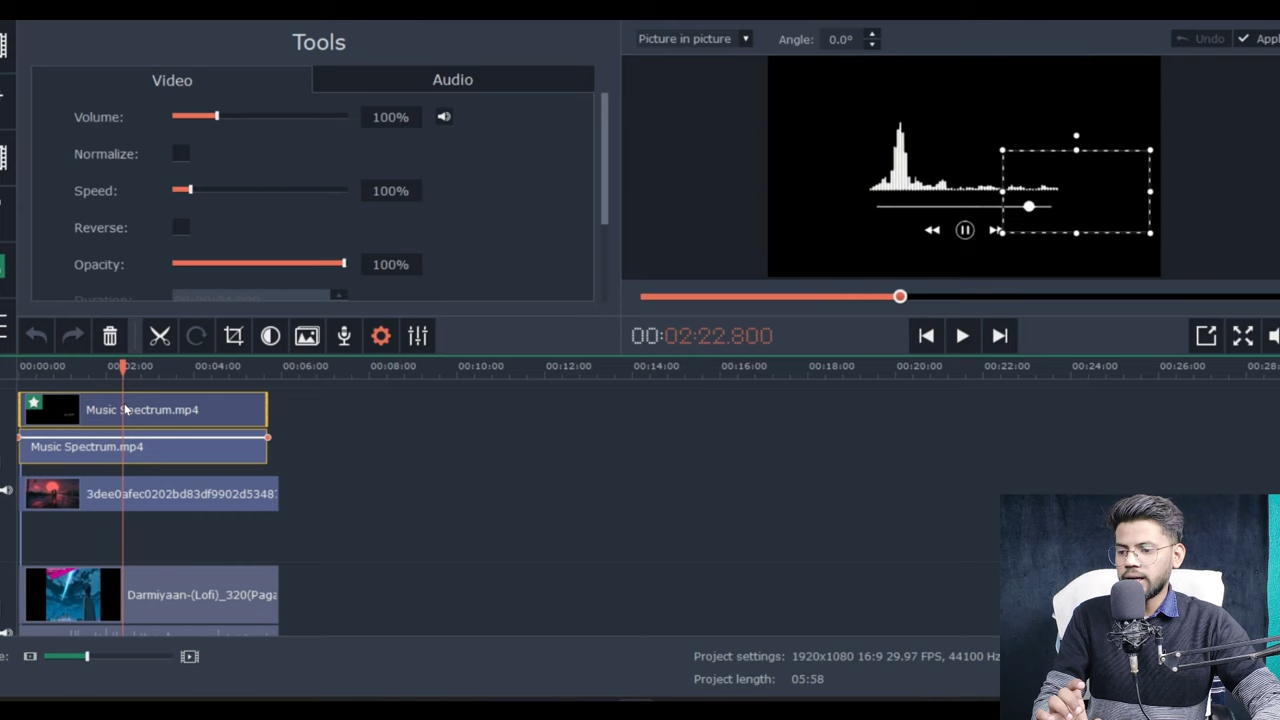 Tools
Video
Audio
Volume:
100%
Normalize:
Speed:
100%
Reverse:
Opacity:
100%
Picture in picture
Angle:
0.0°
Undo
00:02:22.800
00:00:00
00:02:00
00:04:00
00:06:00
00:08:00
00:10:00
00:12:00
00:14:00
00:16:00
00:18:00
00:20:00
00:22:00
00:24:00
00:26:00
Music Spectrum.mp4
Music Spectrum.mp4
3dee0afec0202bd83df9902d5348
Darmiyaan-(Lofi)_320(Paga
Project settings: 1920x1080 16:9 29.97 FPS, 44100
Project length: 05:58